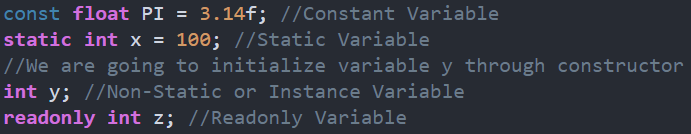 const float PI = 3.14f; //Constant Variable
static int x = 100; //Static Variable
//We are going to initialize variable y through constructor
int y; //Non-Static or Instance Variable
readonly int z; //Readonly Variable